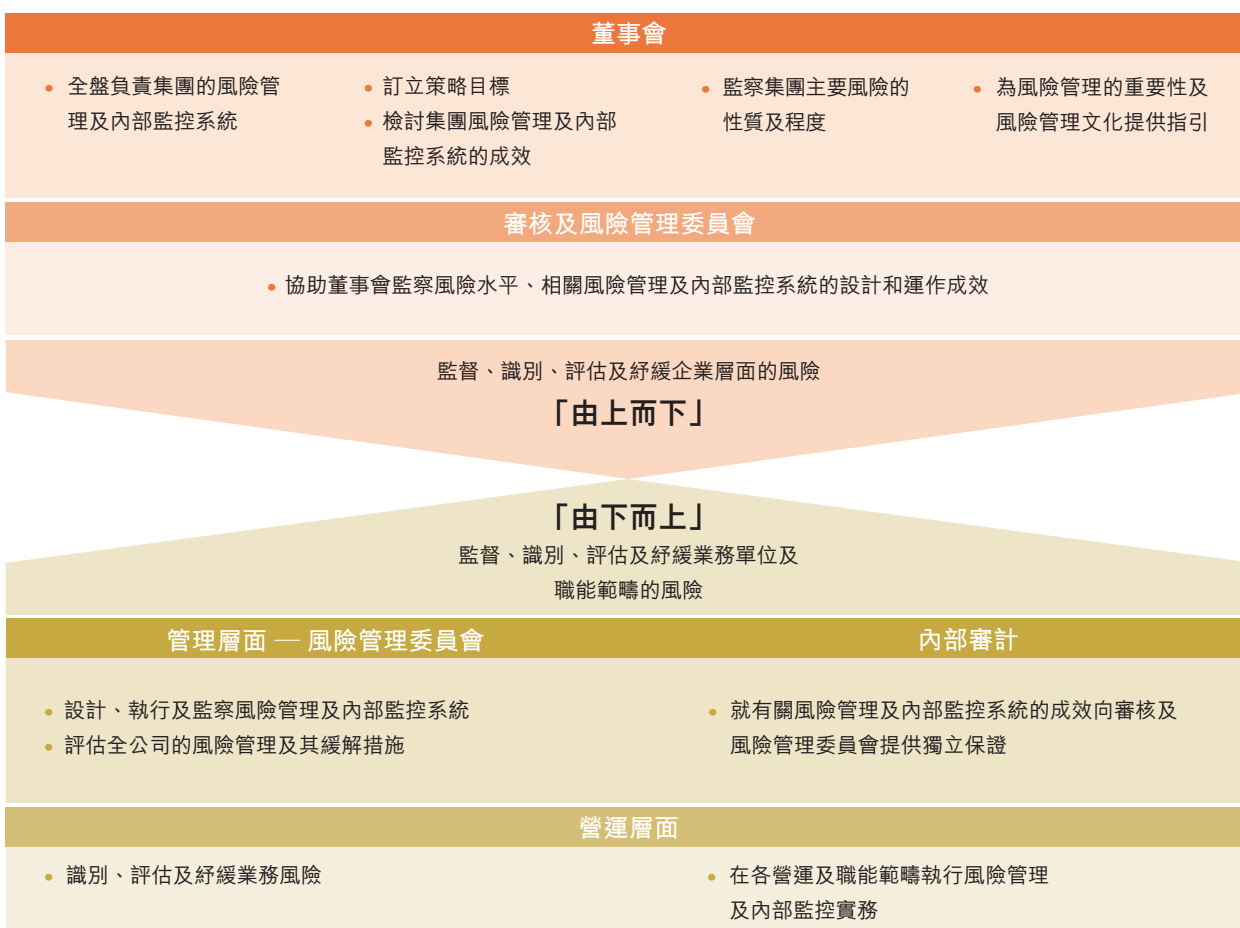 董事會
• 全盤負責集團的風險管
理及內部監控系統
• 訂立策略目標
• 檢討集團風險管理及內部
監控系統的成效
• 監察集團主要風險的
性質及程度
• 為風險管理的重要性及
風險管理文化提供指引
審核及風險管理委員會
• 協助董事會監察風險水平、相關風險管理及內部監控系統的設計和運作成效
監督、識別、評估及紓緩企業層面的風險
「由上而下」
「由下而上」
監督、識別、評估及紓緩業務單位及
職能範疇的風險
管理層面 — 風險管理委員會
• 設計、執行及監察風險管理及內部監控系統
• 評估全公司的風險管理及其緩解措施
內部審計
• 就有關風險管理及內部監控系統的成效向審核及
風險管理委員會提供獨立保證
營運層面
• 識別、評估及紓緩業務風險
• 在各營運及職能範疇執行風險管理
及內部監控實務